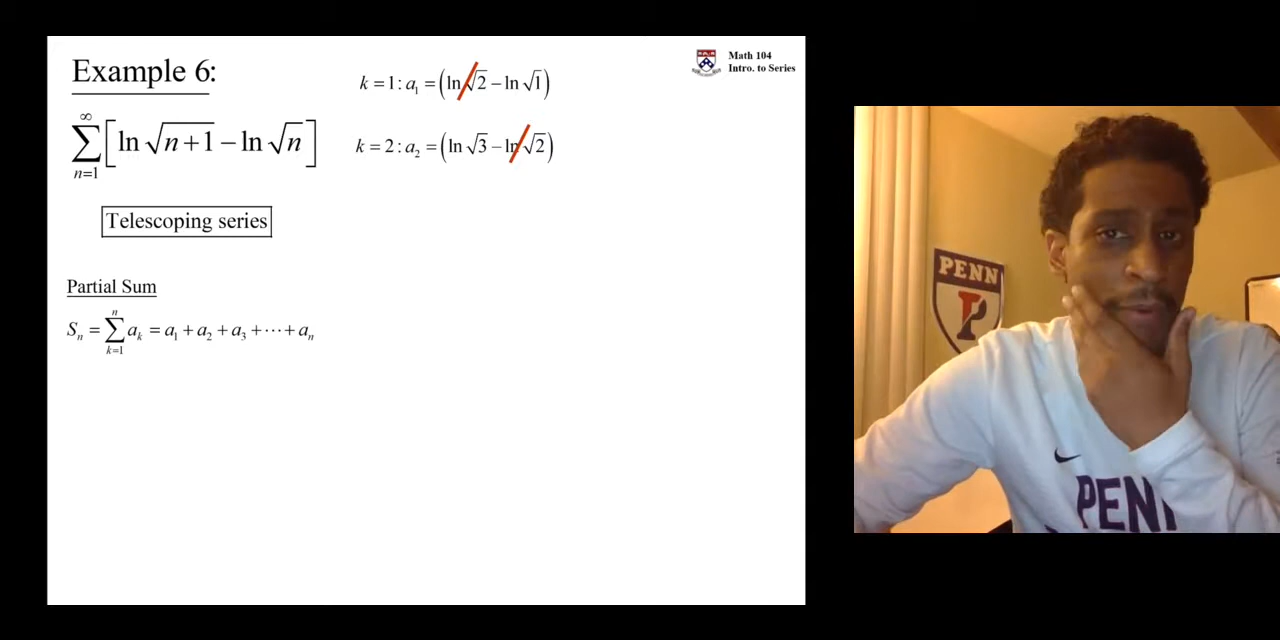 Example 6:
∑_{n=1}^{∞} [ln √(n+1) − ln √n]
Telescoping series
Partial Sum
Sₙ = ∑_{k=1}^{n} aₖ = a₁ + a₂ + a₃ + ⋯ + aₙ
k = 1: a₁ = (ln √2 − ln √1)
k = 2: a₂ = (ln √3 − ln √2)
Math 104
Intro. to Series
PENN
P
PENN